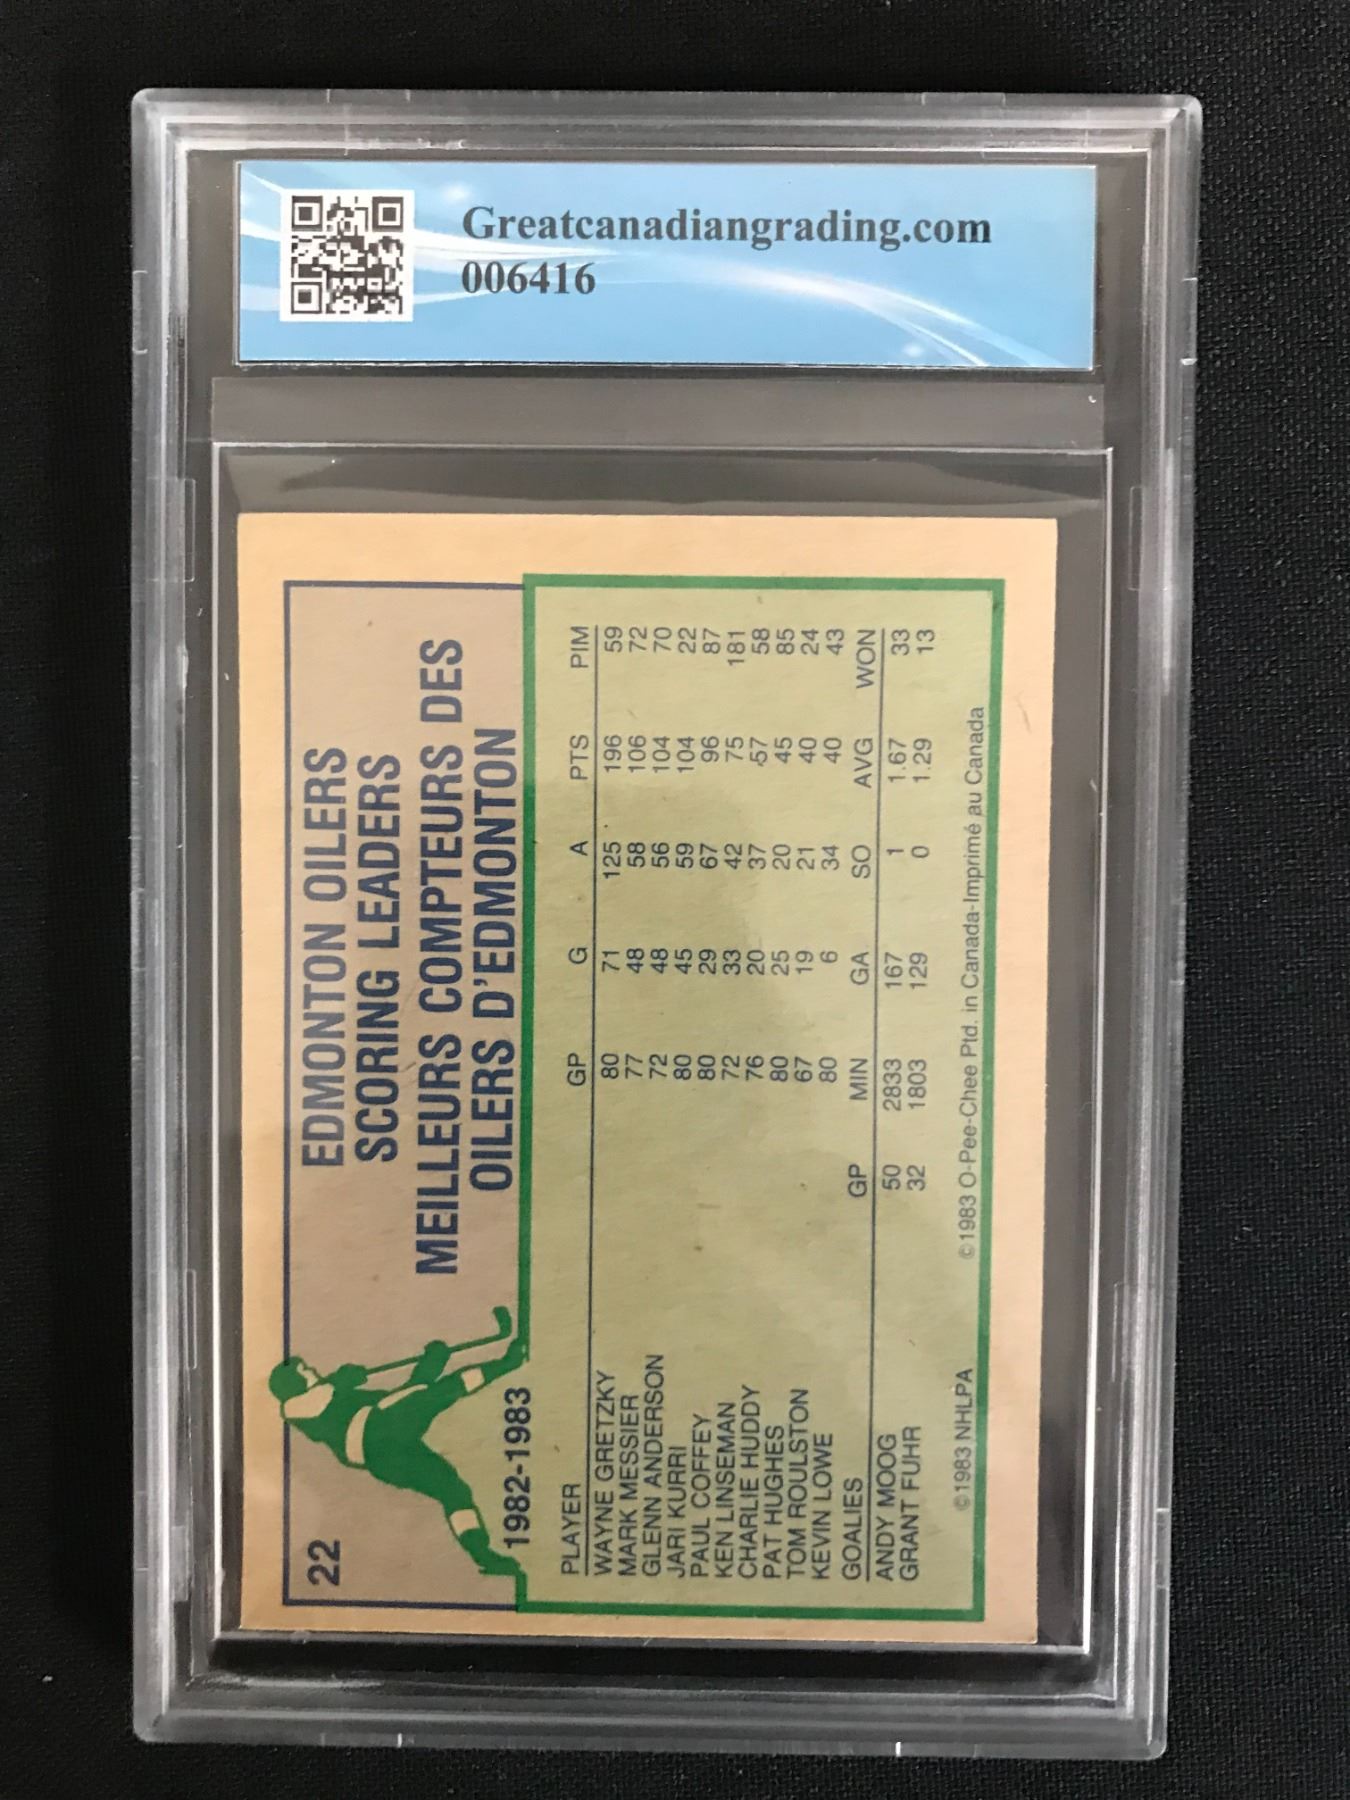 Greatcanadiangrading.com
006416
22
EDMONTON OILERS
SCORING LEADERS
MEILLEURS COMPTEURS DES
OILERS D'EDMONTON
1982-1983
PLAYER GP G A PTS PIM
WAYNE GRETZKY 80 71 125 196 59
MARK MESSIER 77 48 58 106 72
GLENN ANDERSON 72 48 56 104 70
JARI KURRI 80 45 59 104 22
PAUL COFFEY 80 29 67 96 87
KEN LINSEMAN 72 33 42 75 181
CHARLIE HUDDY 76 20 37 57 58
PAT HUGHES 80 25 20 45 85
TOM ROULSTON 67 19 21 40 24
KEVIN LOWE 80 6 34 40 43
GOALIES GP MIN GA SO AVG WON
ANDY MOOG 50 2833 167 1 1.67 33
GRANT FUHR 32 1803 129 0 1.29 13
©1983 NHLPA ©1983 O-Pee-Chee Ptd. in Canada-Imprimé au Canada